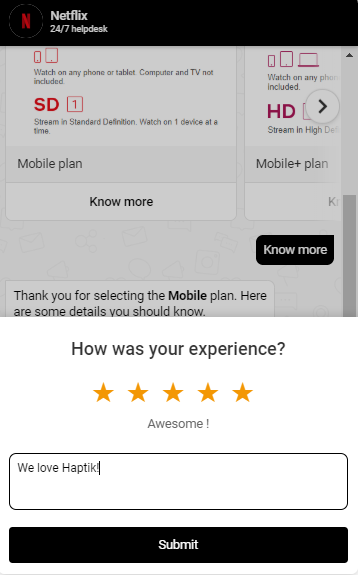 N
Netflix
24/7 helpdesk
Watch on any phone or tablet. Computer and TV not
included.
SD 1
Stream in Standard Definition. Watch on 1 device at a
time.
Mobile plan
Know more
Watch on any
included.
HD
Stream in High
Mobile+ plan
Know more
Thank you for selecting the Mobile plan. Here
are some details you should know.
How was your experience?
Awesome !
We love Haptik!
Submit